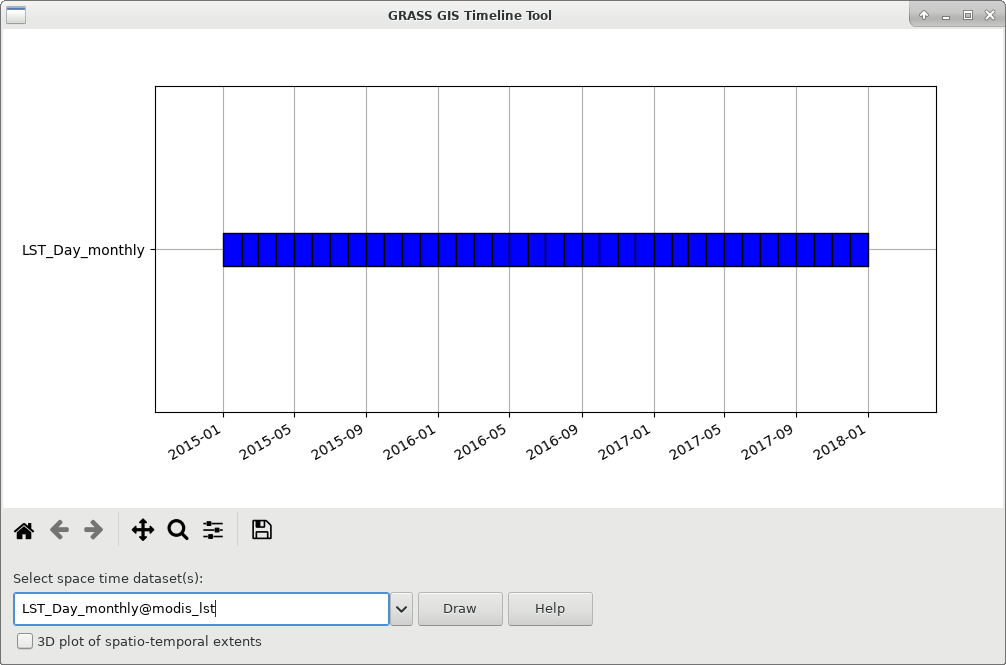 GRASS GIS Timeline Tool
LST_Day_monthly
2015-01 2015-05 2015-09 2016-01 2016-05 2016-09 2017-01 2017-05 2017-09 2018-01
Select space time dataset(s):
LST_Day_monthly@modis_lst Draw Help
3D plot of spatio-temporal extents